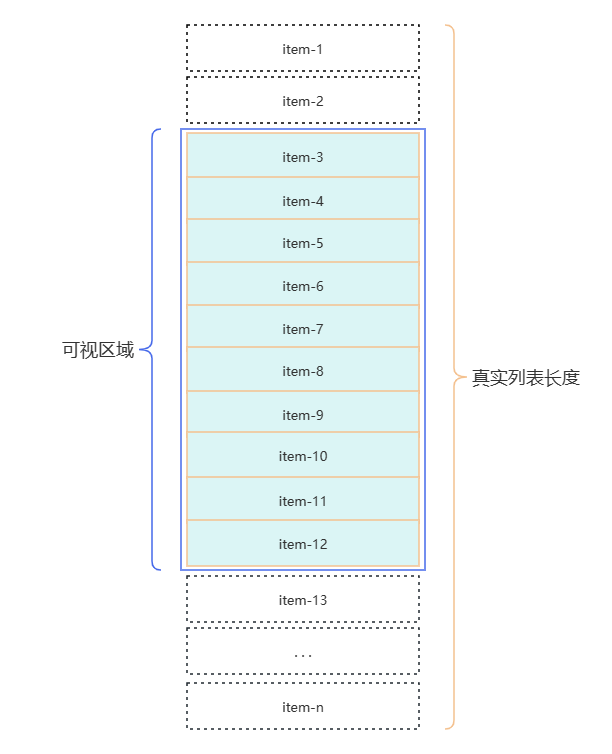 item-1
item-2
item-3
item-4
item-5
item-6
item-7
item-8
item-9
item-10
item-11
item-12
item-13
...
item-n
可视区域
真实列表长度